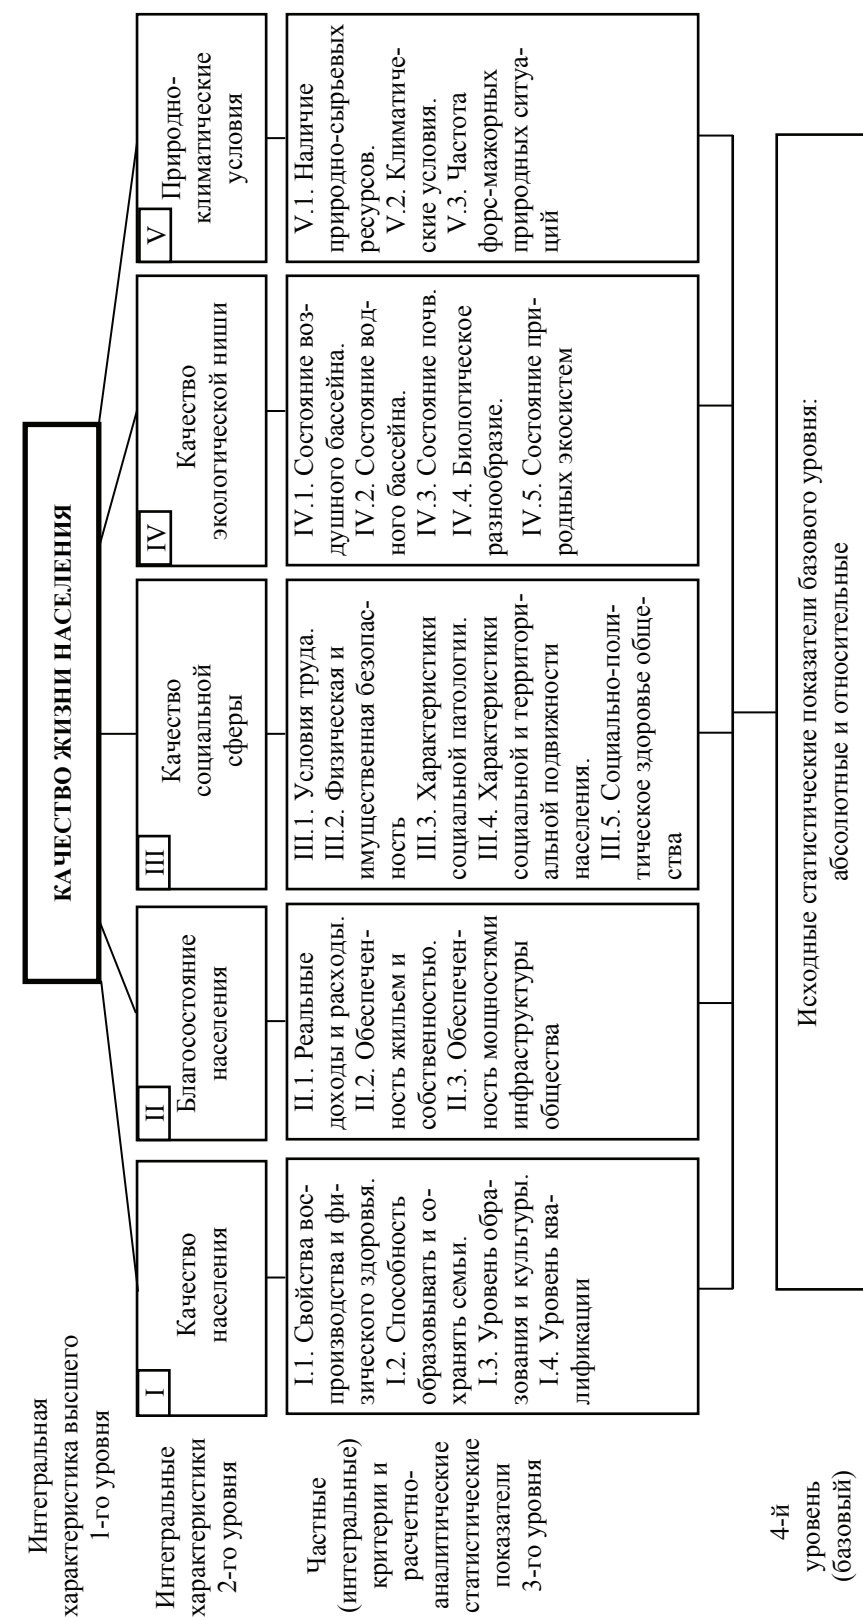 Интегральная
характеристика высшего
1-го уровня
КАЧЕСТВО ЖИЗНИ НАСЕЛЕНИЯ
Интегральные
характеристики
2-го уровня
I
Качество
населения
II
Благосостояние
населения
III
Качество
социальной
сферы
IV
Качество
экологической ниши
V
Природно-
климатические
условия
Частные
(интегральные)
критерии и
расчетно-
аналитические
статистические
показатели
3-го уровня
I.1. Свойства вос-
производства и фи-
зического здоровья.
I.2. Способность
образовывать и со-
хранять семьи.
I.3. Уровень обра-
зования и культуры.
I.4. Уровень ква-
лификации
II.1. Реальные
доходы и расходы.
II.2. Обеспечен-
ность жильем и
собственностью.
II.3. Обеспечен-
ность мощностями
инфраструктуры
общества
III.1. Условия труда.
III.2. Физическая и
имущественная безопас-
ность
III.3. Характеристики
социальной патологии.
III.4. Характеристики
социальной и территори-
альной подвижности
населения.
III.5. Социально-поли-
тическое здоровье обще-
ства
IV.1. Состояние воз-
душного бассейна.
IV.2. Состояние вод-
ного бассейна.
IV.3. Состояние почв.
IV.4. Биологическое
разнообразие.
IV.5. Состояние при-
родных экосистем
V.1. Наличие
природно-сырьевых
ресурсов.
V.2. Климатиче-
ские условия.
V.3. Частота
форс-мажорных
природных ситуа-
ций
4-й
уровень
(базовый)
Исходные статистические показатели базового уровня:
абсолютные и относительные